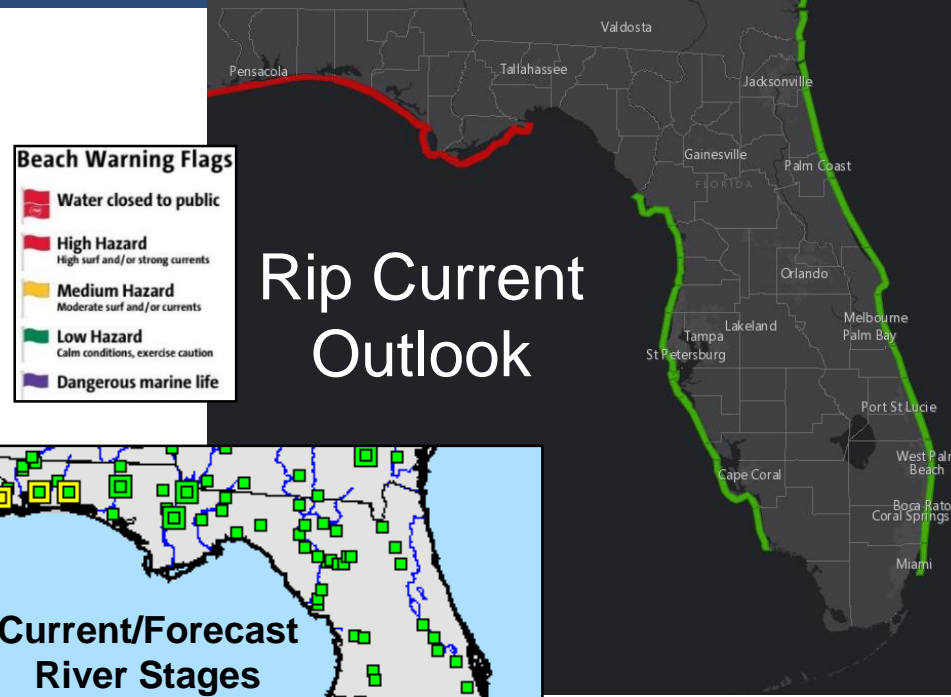 Valdosta
Pensacola
Tallahassee
Jacksonville
Gainesville
Palm Coast
FLORIDA
Orlando
Melbourne
Palm Bay
Tampa
Lakeland
St Petersburg
Port St Lucie
West Palm
Beach
Cape Coral
Boca Rato
Coral Springs
Miami
Beach Warning Flags
Water closed to public
High Hazard
High surf and/or strong currents
Medium Hazard
Moderate surf and/or currents
Low Hazard
Calm conditions, exercise caution
Dangerous marine life
Rip Current
Outlook
Current/Forecast
River Stages